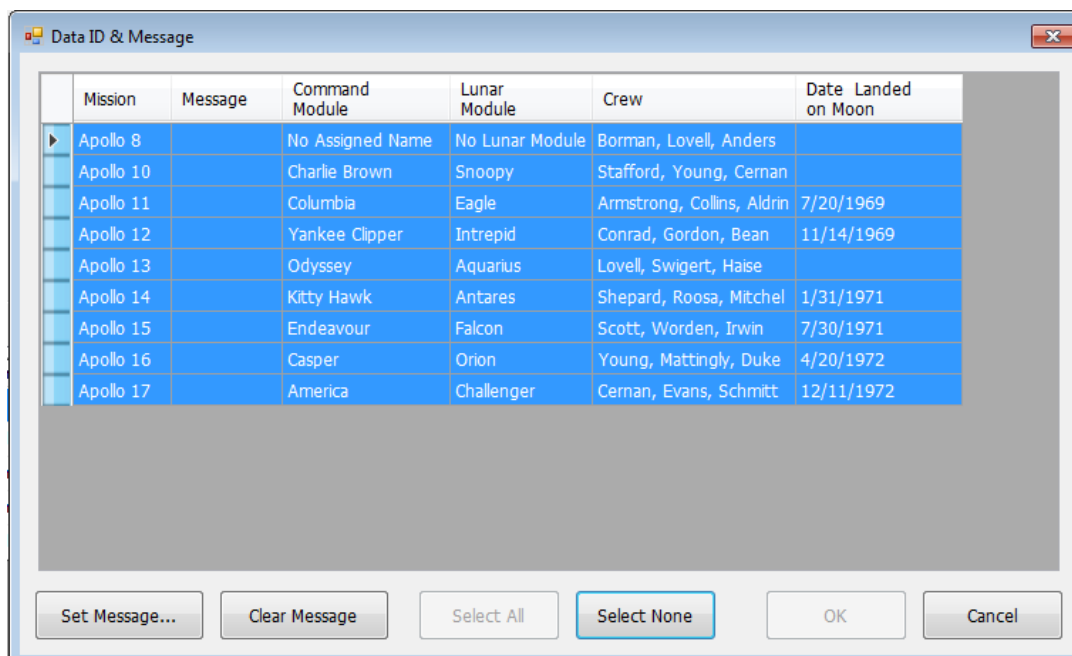 Data ID & Message
Mission Message Command Module Lunar Module Crew Date Landed on Moon
Apollo 8 No Assigned Name No Lunar Module Borman, Lovell, Anders
Apollo 10 Charlie Brown Snoopy Stafford, Young, Cernan
Apollo 11 Columbia Eagle Armstrong, Collins, Aldrin 7/20/1969
Apollo 12 Yankee Clipper Intrepid Conrad, Gordon, Bean 11/14/1969
Apollo 13 Odyssey Aquarius Lovell, Swigert, Haise
Apollo 14 Kitty Hawk Antares Shepard, Roosa, Mitchel 1/31/1971
Apollo 15 Endeavour Falcon Scott, Worden, Irwin 7/30/1971
Apollo 16 Casper Orion Young, Mattingly, Duke 4/20/1972
Apollo 17 America Challenger Cernan, Evans, Schmitt 12/11/1972
Set Message... Clear Message Select All Select None OK Cancel